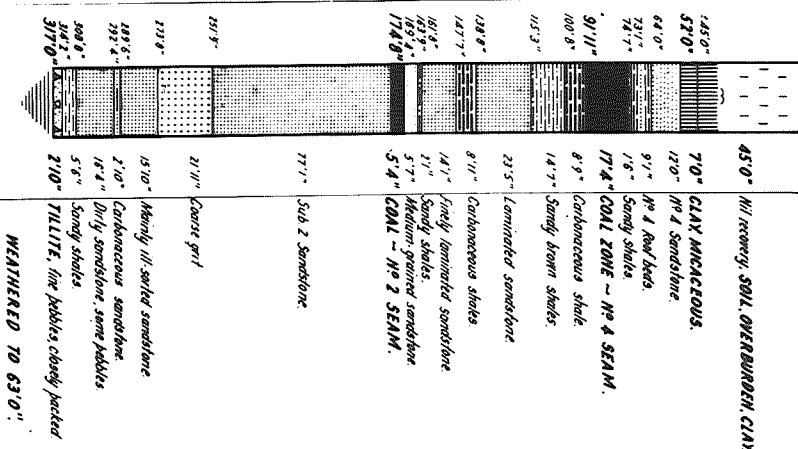 45'0" 45'0" Nil recovery, SOIL, OVERBURDEN, CLAY
52'0" 7'0" CLAY, MICACEOUS.
64'0" 12'0" Nº 4 Sandstone.
73'1" 9'1" Nº 4 Roof beds.
74'7" 1'6" Sandy shales.
91'11" 17'4" COAL ZONE ~ Nº 4 SEAM.
100'8" 8'9" Carbonaceous shale.
115'3" 14'7" Sandy brown shales.
138'8" 23'5" Laminated sandstone.
147'7" 8'11" Carbonaceous shales.
161'8" 14'1" Finely laminated sandstone.
163'9" 2'1" Sandy shales.
169'4" 5'7" Medium-grained sandstone.
174'8" 5'4" COAL ~ Nº 2 SEAM.
251'9" 77'1" Sub 2 Sandstone
273'8" 21'11" Coarse grit
289'6" 15'10" Mainly ill-sorted sandstone.
292'4" 2'10" Carbonaceous sandstone.
308'8" 16'4" Dirty sandstone, some pebbles.
314'2" 5'6" Sandy shales.
317'0" 2'10" TILLITE, fine pebbles, closely packed.
WEATHERED TO 63'0".